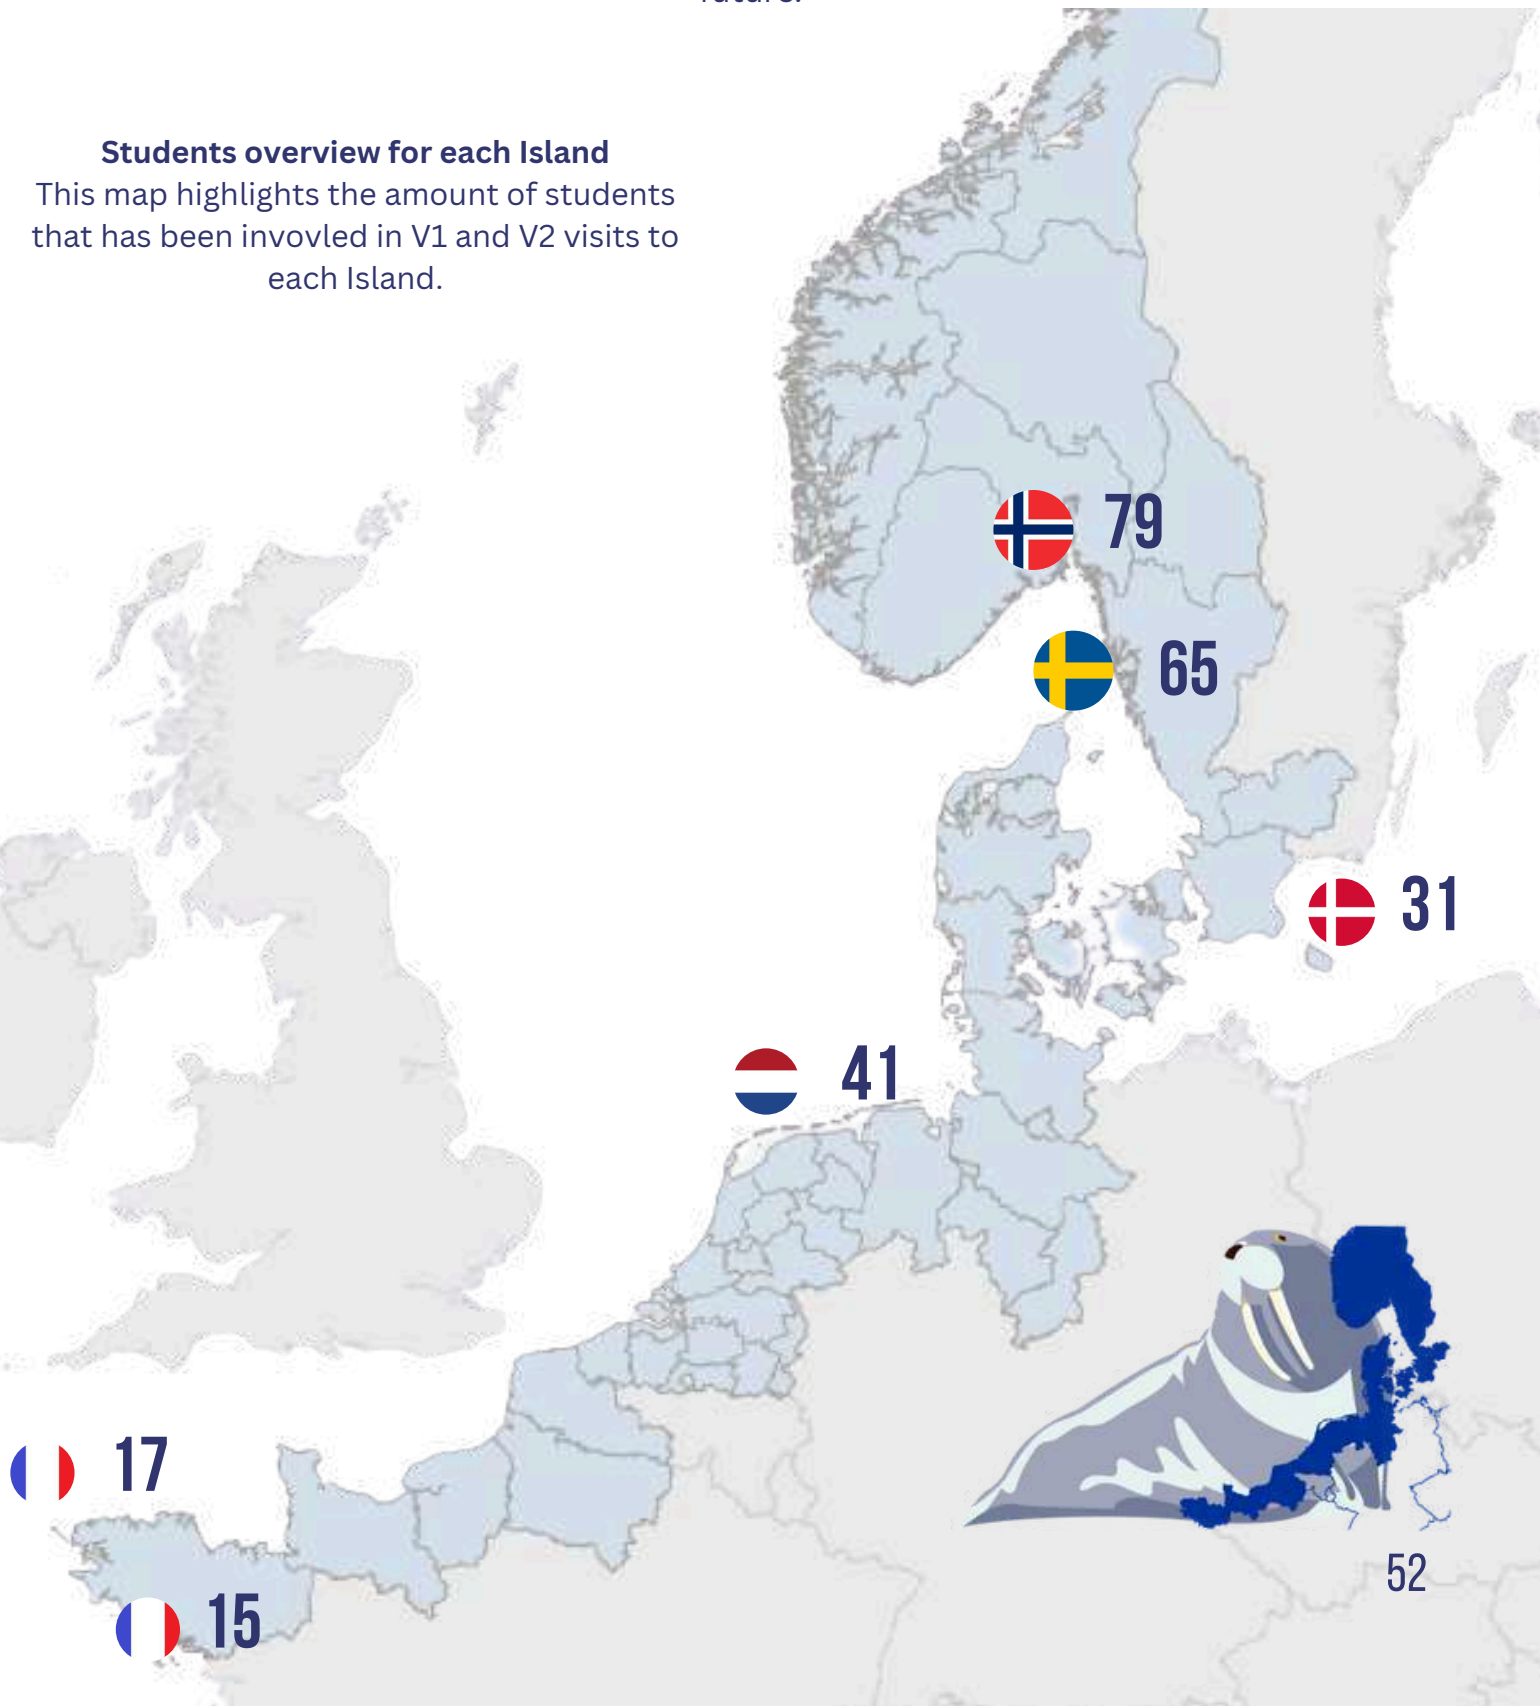 Students overview for each Island
This map highlights the amount of students
that has been invovled in V1 and V2 visits to
each Island.
79
65
31
41
17
15
52